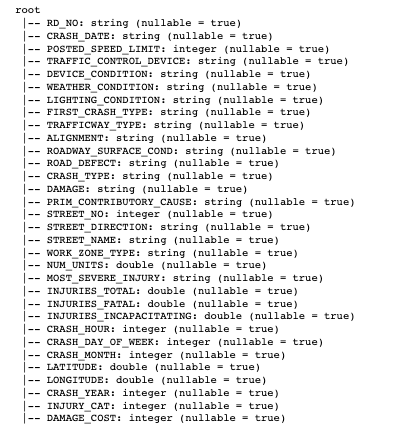 root
|-- RD_NO: string (nullable = true)
|-- CRASH_DATE: string (nullable = true)
|-- POSTED_SPEED_LIMIT: integer (nullable = true)
|-- TRAFFIC_CONTROL_DEVICE: string (nullable = true)
|-- DEVICE_CONDITION: string (nullable = true)
|-- WEATHER_CONDITION: string (nullable = true)
|-- LIGHTING_CONDITION: string (nullable = true)
|-- FIRST_CRASH_TYPE: string (nullable = true)
|-- TRAFFICWAY_TYPE: string (nullable = true)
|-- ALIGNMENT: string (nullable = true)
|-- ROADWAY_SURFACE_COND: string (nullable = true)
|-- ROAD_DEFECT: string (nullable = true)
|-- CRASH_TYPE: string (nullable = true)
|-- DAMAGE: string (nullable = true)
|-- PRIM_CONTRIBUTORY_CAUSE: string (nullable = true)
|-- STREET_NO: integer (nullable = true)
|-- STREET_DIRECTION: string (nullable = true)
|-- STREET_NAME: string (nullable = true)
|-- WORK_ZONE_TYPE: string (nullable = true)
|-- NUM_UNITS: double (nullable = true)
|-- MOST_SEVERE_INJURY: string (nullable = true)
|-- INJURIES_TOTAL: double (nullable = true)
|-- INJURIES_FATAL: double (nullable = true)
|-- INJURIES_INCAPACITATING: double (nullable = true)
|-- CRASH_HOUR: integer (nullable = true)
|-- CRASH_DAY_OF_WEEK: integer (nullable = true)
|-- CRASH_MONTH: integer (nullable = true)
|-- LATITUDE: double (nullable = true)
|-- LONGITUDE: double (nullable = true)
|-- CRASH_YEAR: integer (nullable = true)
|-- INJURY_CAT: integer (nullable = true)
|-- DAMAGE_COST: integer (nullable = true)